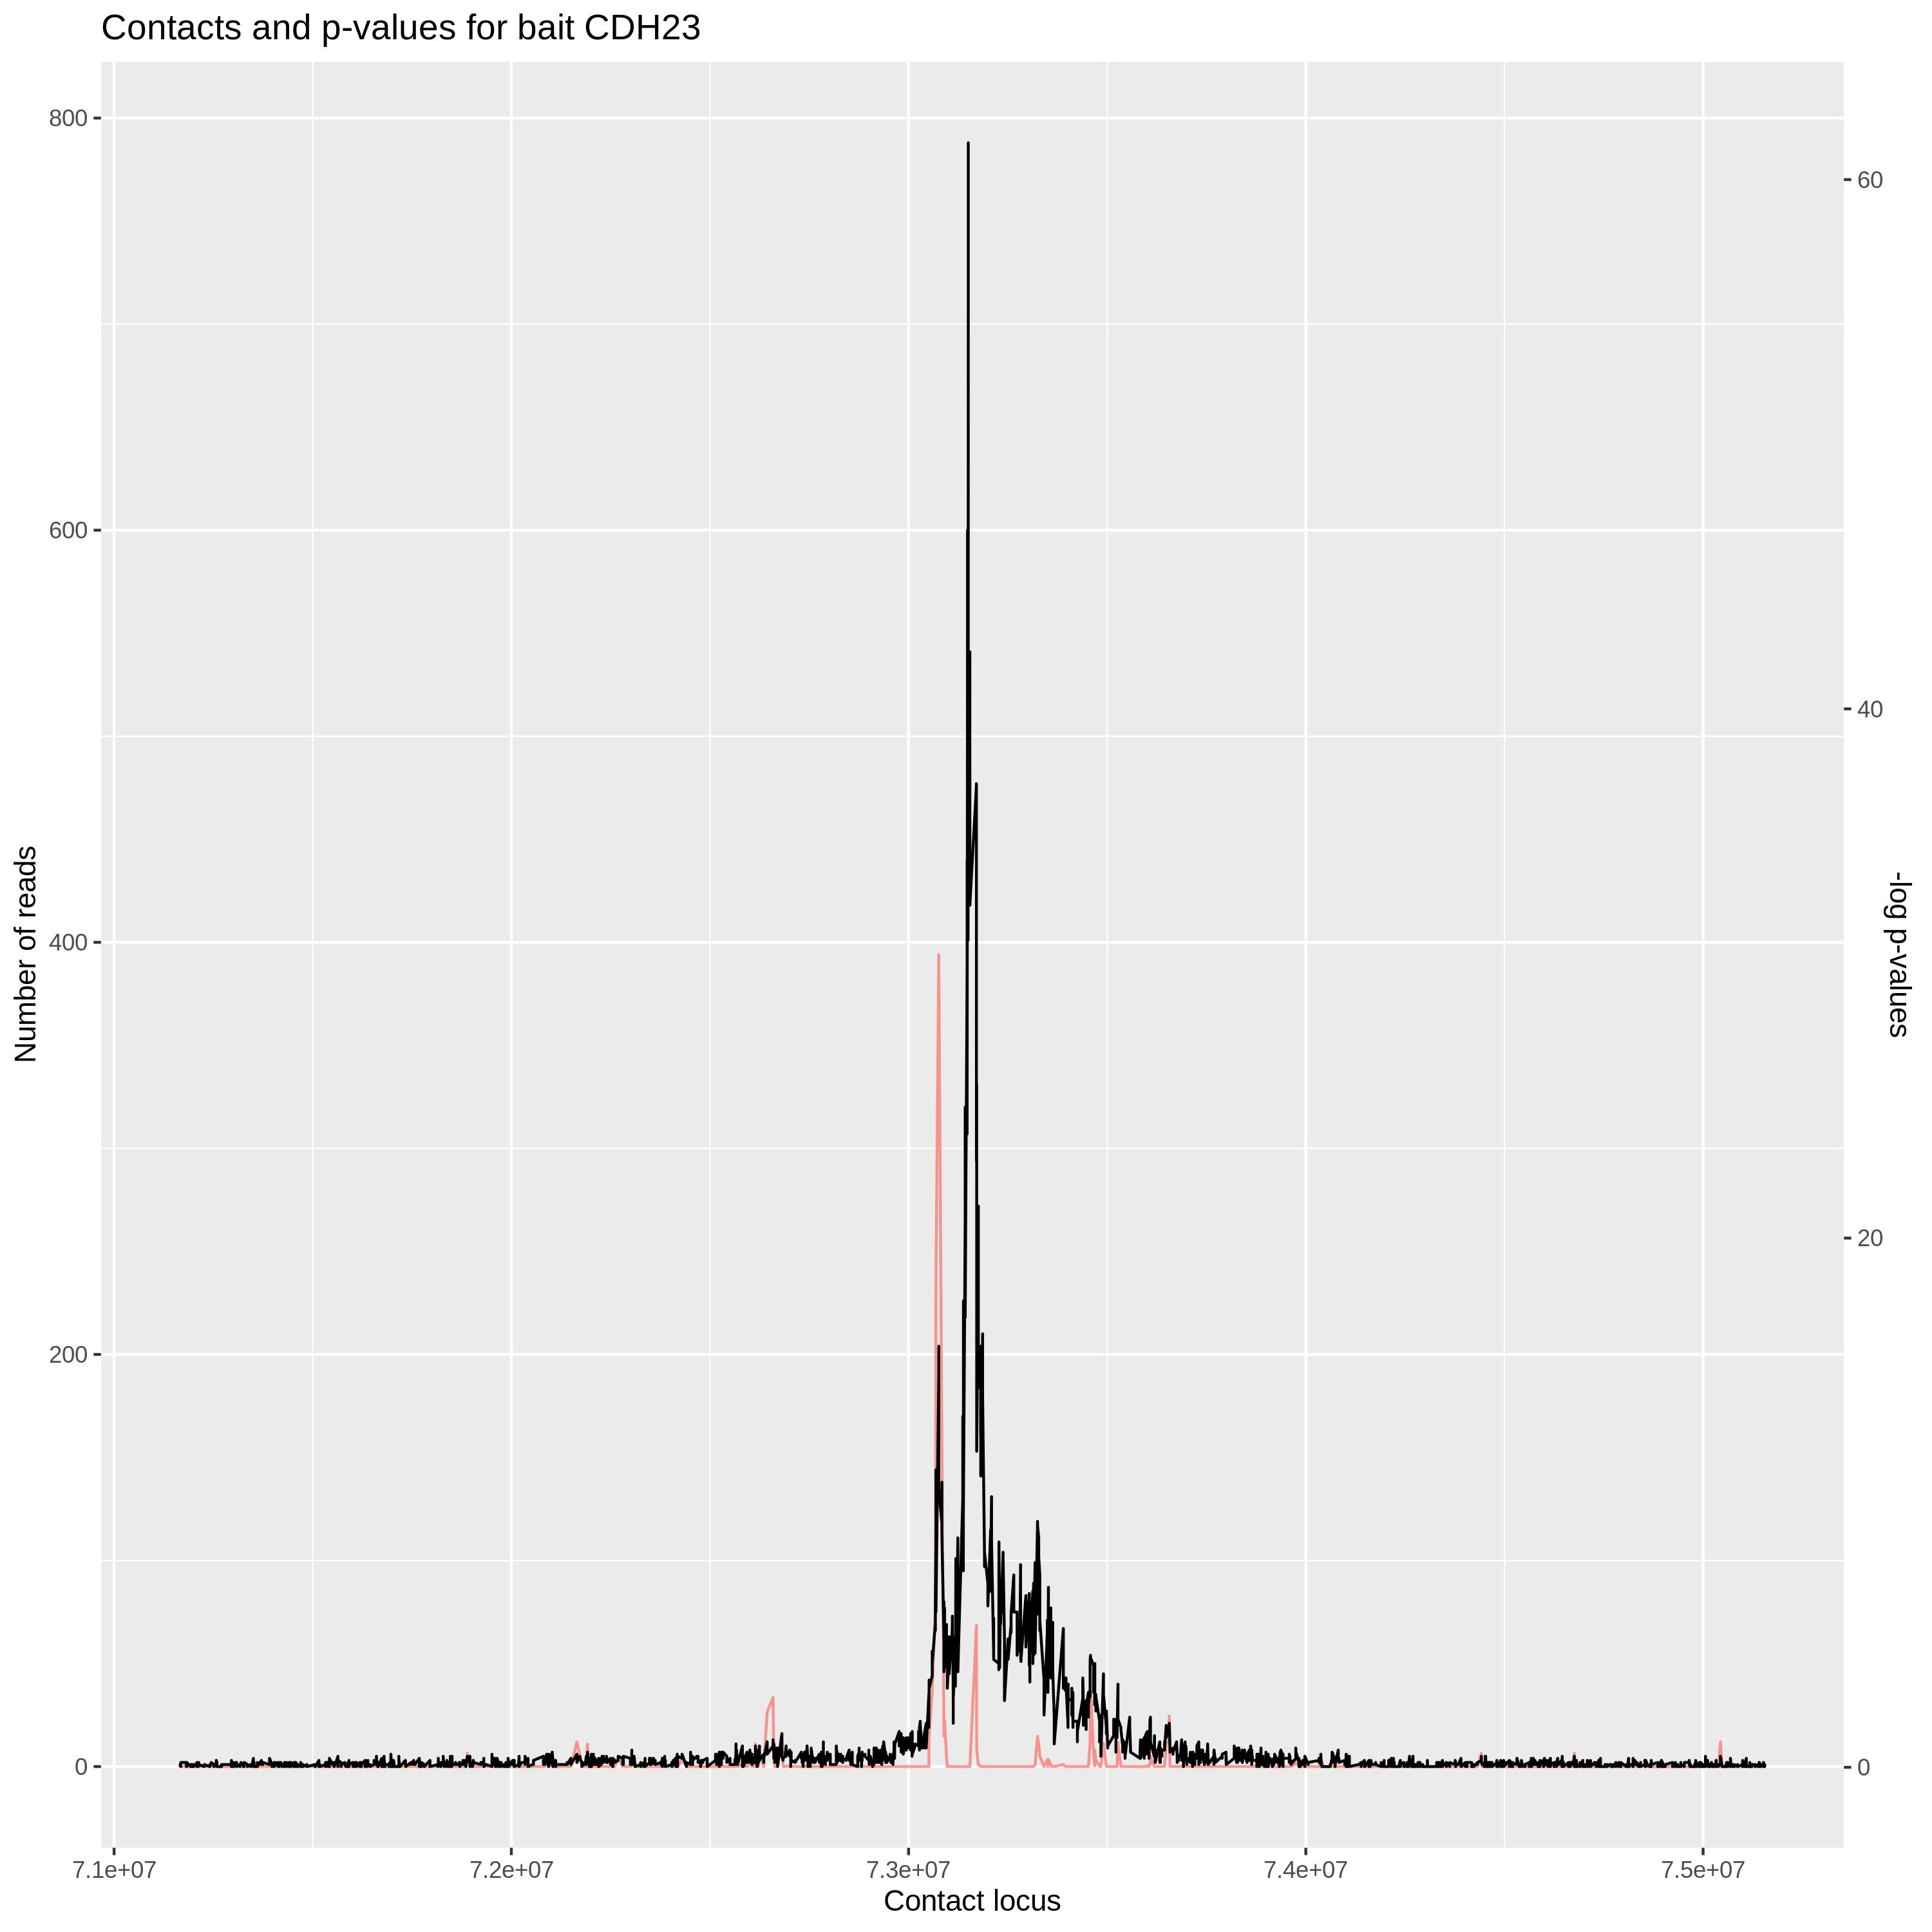 Contacts and p-values for bait CDH23
800
600
400
200
0
Number of reads
60
40
20
0
-log p-values
7.1e+07 7.2e+07 7.3e+07 7.4e+07 7.5e+07
Contact locus